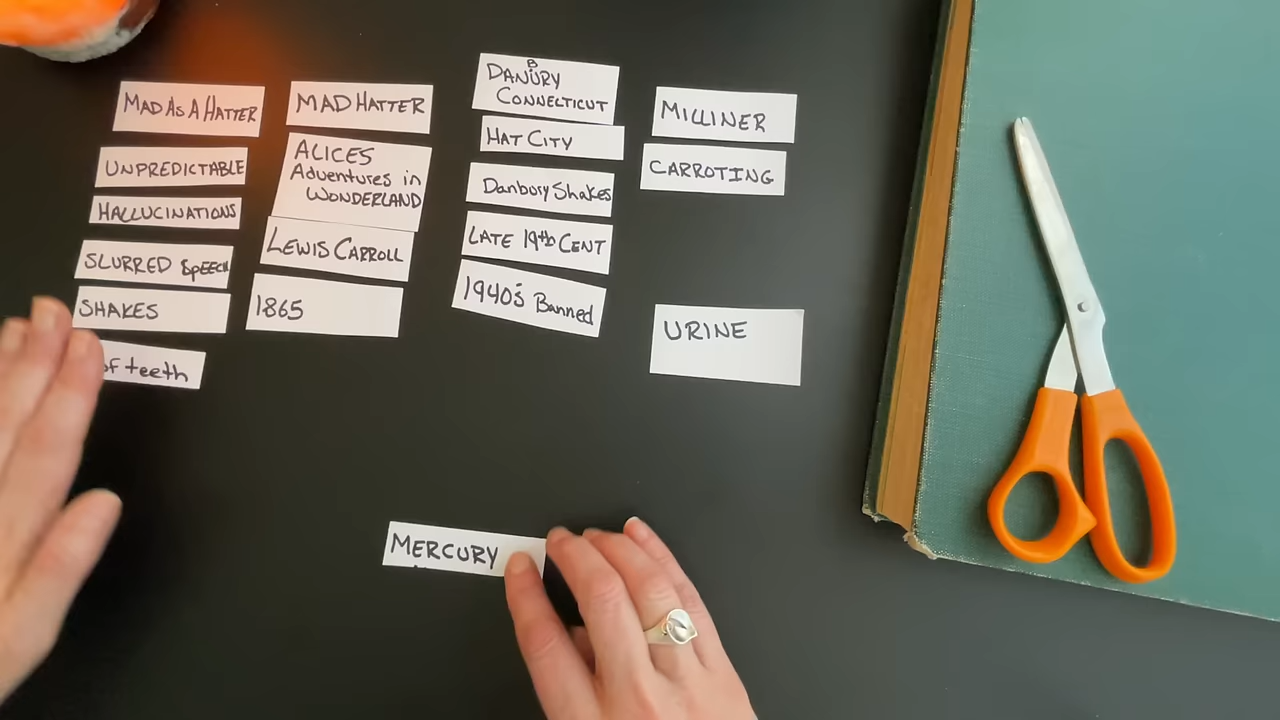 MAD AS A HATTER
UNPREDICTABLE
HALLUCINATIONS
SLURRED SpEECH
SHAKES
of teeth
MAD HATTER
ALICES
Adventures in
WONDERLAND
LEWIS CARROLL
1865
DANBURY
CONNECTICUT
HAT CITY
Danbury Shakes
LATE 19th CENT
1940's Banned
MILLINER
CARROTING
URINE
MERCURY